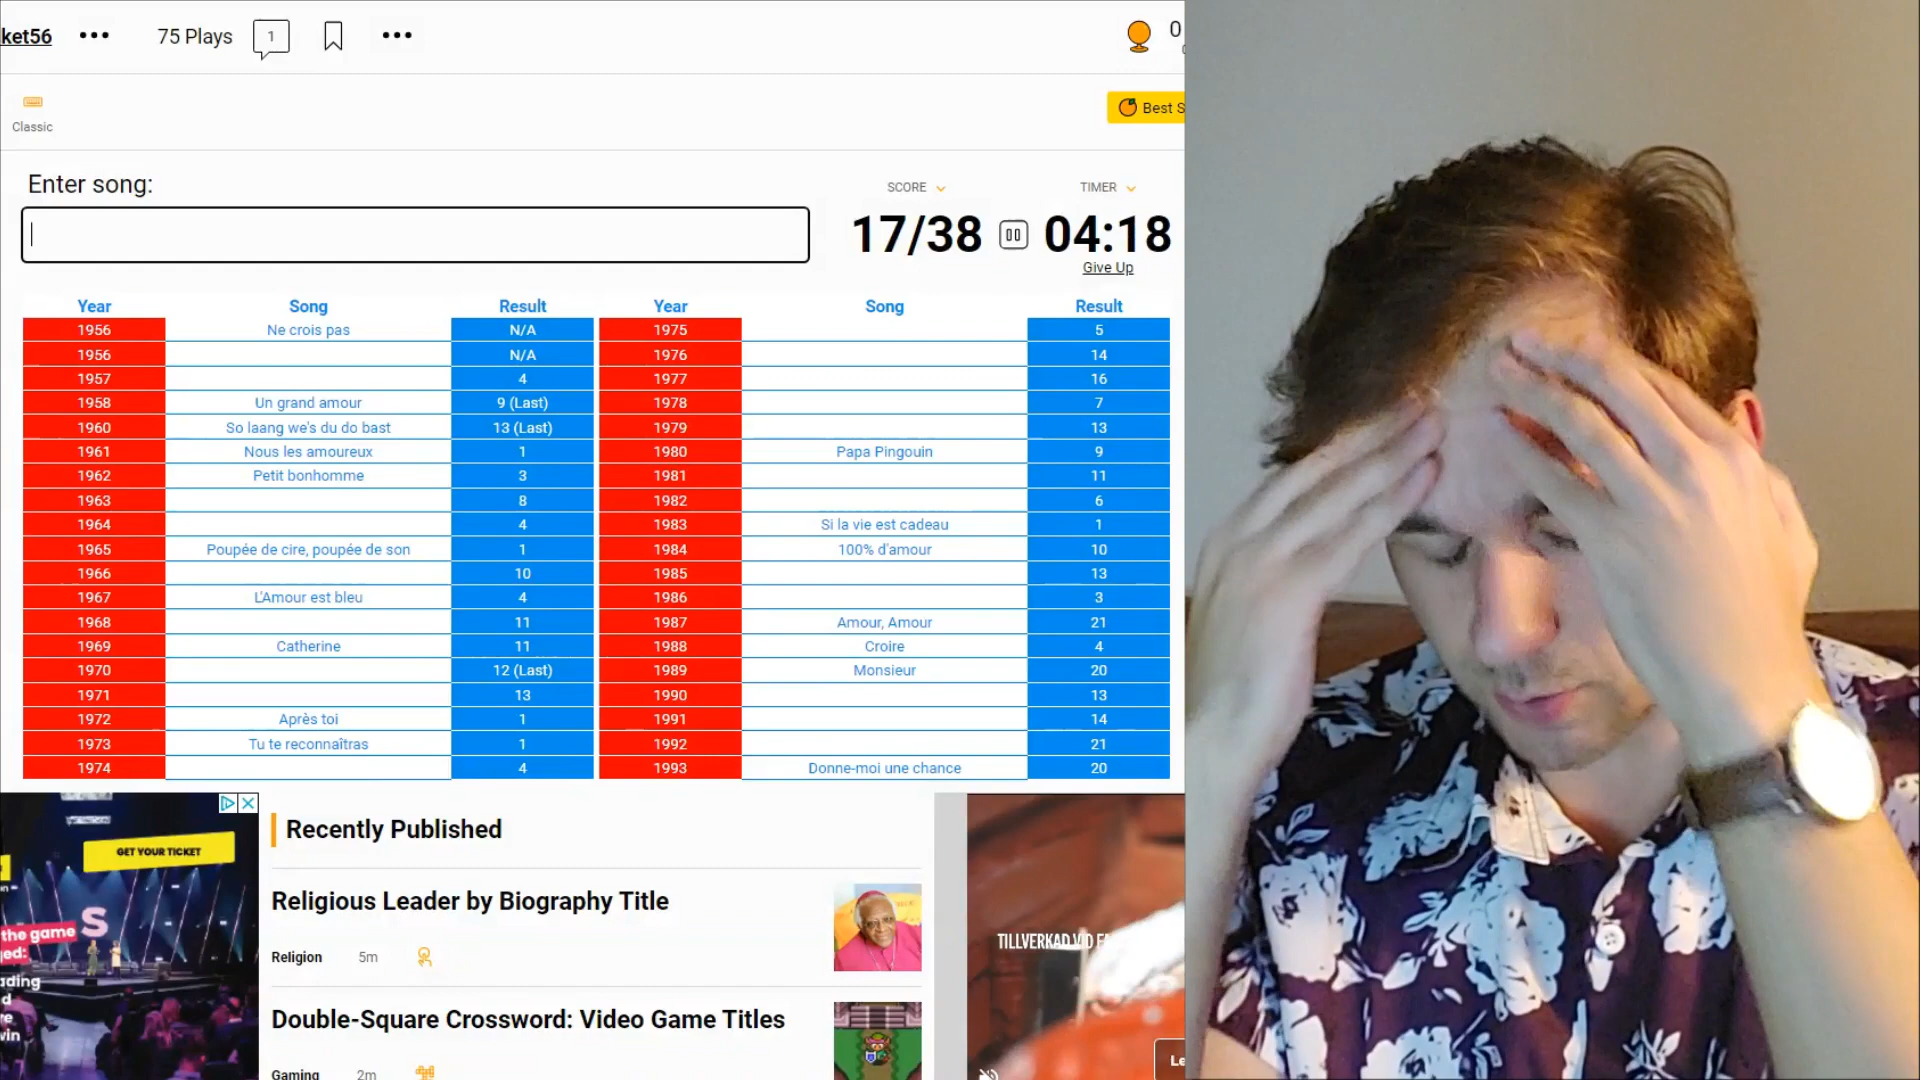 ket56 ••• 75 Plays 1 ••• 0
Classic
Best S
Enter song:
SCORE TIMER
17/38 04:18
Give Up
Year Song Result Year Song Result
1956 Ne crois pas N/A 1975 5
1956 N/A 1976 14
1957 4 1977 16
1958 Un grand amour 9 (Last) 1978 7
1960 So laang we's du do bast 13 (Last) 1979 13
1961 Nous les amoureux 1 1980 Papa Pingouin 9
1962 Petit bonhomme 3 1981 11
1963 8 1982 6
1964 4 1983 Si la vie est cadeau 1
1965 Poupée de cire, poupée de son 1 1984 100% d'amour 10
1966 10 1985 13
1967 L'Amour est bleu 4 1986 3
1968 11 1987 Amour, Amour 21
1969 Catherine 11 1988 Croire 4
1970 12 (Last) 1989 Monsieur 20
1971 13 1990 13
1972 Après toi 1 1991 14
1973 Tu te reconnaîtras 1 1992 21
1974 4 1993 Donne-moi une chance 20
GET YOUR TICKET
S
the game
ged:
ading
d
re
win
Recently Published
Religious Leader by Biography Title
Religion 5m
Double-Square Crossword: Video Game Titles
Gaming 2m
TILLVERKAD VID
Le